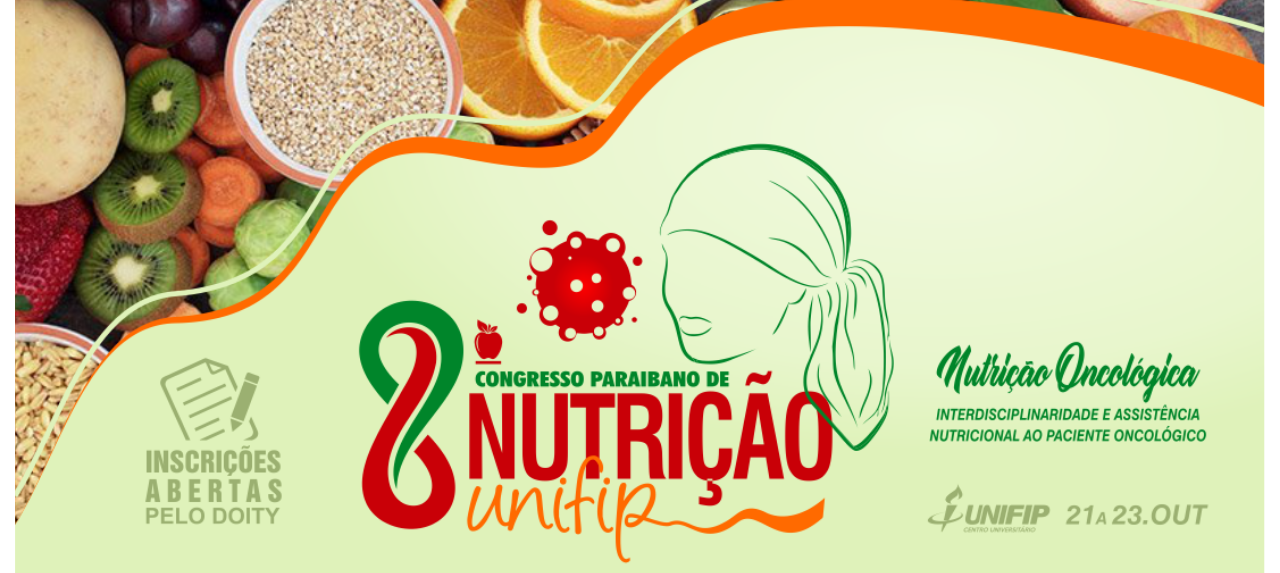 8
CONGRESSO PARAIBANO DE
NUTRIÇÃO
unifip
Nutrição Oncológica
INTERDISCIPLINARIDADE E ASSISTÊNCIA
NUTRICIONAL AO PACIENTE ONCOLÓGICO
INSCRIÇÕES
ABERTAS
PELO DOITY
UNIFIP
CENTRO UNIVERSITÁRIO
21 A 23.OUT